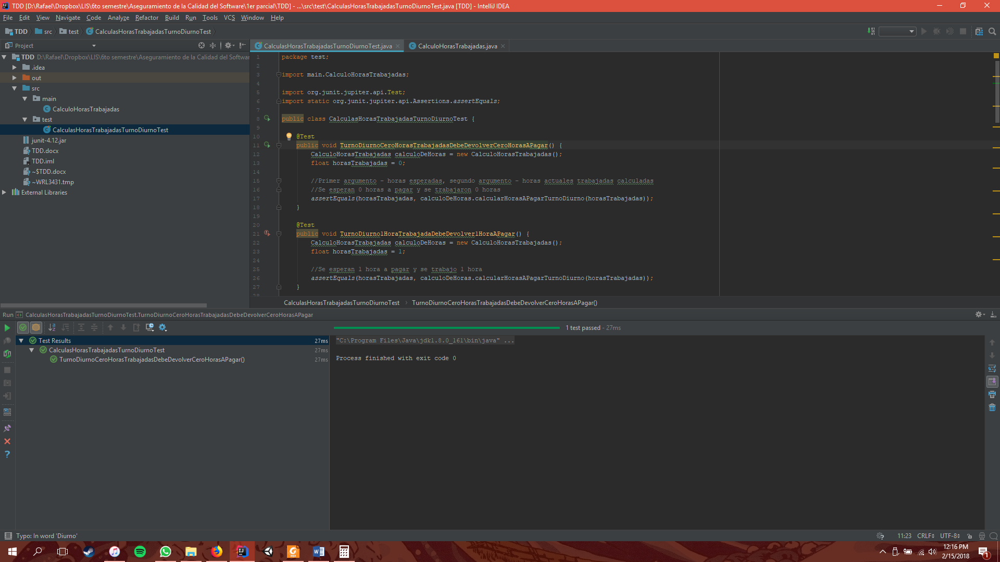 TDD [D:\Rafael\Dropbox\LIS\6to semestre\Aseguramiento de la Calidad del Software\1er parcial\TDD] - ...\src\test\CalculasHorasTrabajadasTurnoDiurnoTest.java [TDD] - IntelliJ IDEA
File Edit View Navigate Code Analyze Refactor Build Run Tools VCS Window Help
TDD src test CalculasHorasTrabajadasTurnoDiurnoTest
Project
TDD D:\Rafael\Dropbox\LIS\6to semestre\Aseguramiento de la Calidad del Softwar
.idea
out
src
main
CalculoHorasTrabajadas
test
CalculasHorasTrabajadasTurnoDiurnoTest
junit-4.12.jar
TDD.docx
TDD.iml
~$TDD.docx
~WRL3431.tmp
External Libraries
CalculasHorasTrabajadasTurnoDiurnoTest.java CalculoHorasTrabajadas.java
1 package test;
2
3 import main.CalculoHorasTrabajadas;
4
5 import org.junit.jupiter.api.Test;
6 import static org.junit.jupiter.api.Assertions.assertEquals;
7
8 public class CalculasHorasTrabajadasTurnoDiurnoTest {
9
10 @Test
11 public void TurnoDiurnoCeroHorasTrabajadasDebeDevolverCeroHorasAPagar() {
12 CalculoHorasTrabajadas calculoDeHoras = new CalculoHorasTrabajadas();
13 float horasTrabajadas = 0;
14
15 //Primer argumento - horas esperadas, segundo argumento - horas actuales trabajadas calculadas
16 //Se esperan 0 horas a pagar y se trabajaron 0 horas
17 assertEquals(horasTrabajadas, calculoDeHoras.calcularHorasAPagarTurnoDiurno(horasTrabajadas));
18 }
19
20 @Test
21 public void TurnoDiurno1HoraTrabajadaDebeDevolver1HoraAPagar() {
22 CalculoHorasTrabajadas calculoDeHoras = new CalculoHorasTrabajadas();
23 float horasTrabajadas = 1;
24
25 //Se esperan 1 hora a pagar y se trabajo 1 hora
26 assertEquals(horasTrabajadas, calculoDeHoras.calcularHorasAPagarTurnoDiurno(horasTrabajadas));
27 }
28
CalculasHorasTrabajadasTurnoDiurnoTest TurnoDiurnoCeroHorasTrabajadasDebeDevolverCeroHorasAPagar()
Run CalculasHorasTrabajadasTurnoDiurnoTest.TurnoDiurnoCeroHorasTrabajadasDebeDevolverCeroHorasAPagar
1 test passed - 27ms
Test Results 27ms
CalculasHorasTrabajadasTurnoDiurnoTest 27ms
TurnoDiurnoCeroHorasTrabajadasDebeDevolverCeroHorasAPagar() 27ms
"C:\Program Files\Java\jdk1.8.0_161\bin\java" ...
Process finished with exit code 0
Typo: In word 'Diurno'
11:23 CRLF UTF-8
12:16 PM
2/15/2018
1